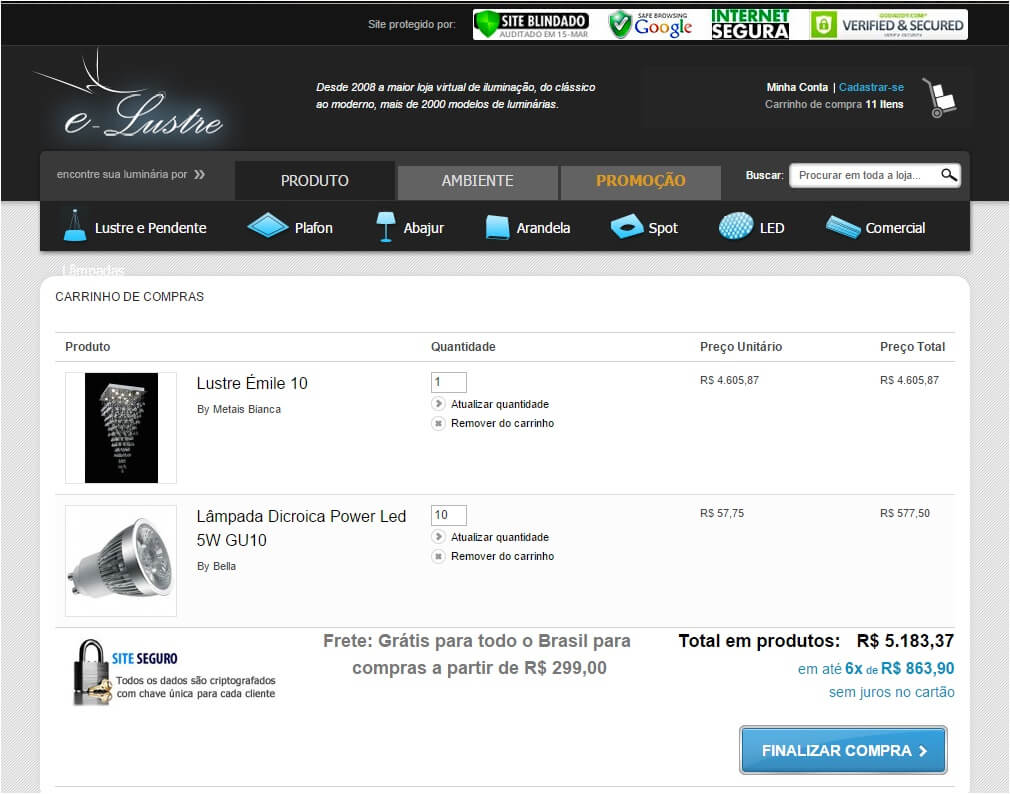 Site protegido por:
SITE BLINDADO
AUDITADO EM 15-MAR
SAFE BROWSING
Google
INTERNET
SEGURA
GODADDY.COM
VERIFIED & SECURED
VERIFY SECURITY
e-Lustre
Desde 2008 a maior loja virtual de iluminação, do clássico
ao moderno, mais de 2000 modelos de luminárias.
Minha Conta | Cadastrar-se
Carrinho de compra 11 Itens
encontre sua luminária por »
PRODUTO
AMBIENTE
PROMOÇÃO
Buscar: Procurar em toda a loja...
Lustre e Pendente
Plafon
Abajur
Arandela
Spot
LED
Comercial
Lâmpadas
CARRINHO DE COMPRAS
Produto Quantidade Preço Unitário Preço Total
Lustre Émile 10
By Metais Bianca
1
Atualizar quantidade
Remover do carrinho
R$ 4.605,87
R$ 4.605,87
Lâmpada Dicroica Power Led
5W GU10
By Bella
10
Atualizar quantidade
Remover do carrinho
R$ 57,75
R$ 577,50
SITE SEGURO
Todos os dados são criptografados
com chave única para cada cliente
Frete: Grátis para todo o Brasil para
compras a partir de R$ 299,00
Total em produtos: R$ 5.183,37
em até 6x de R$ 863,90
sem juros no cartão
FINALIZAR COMPRA